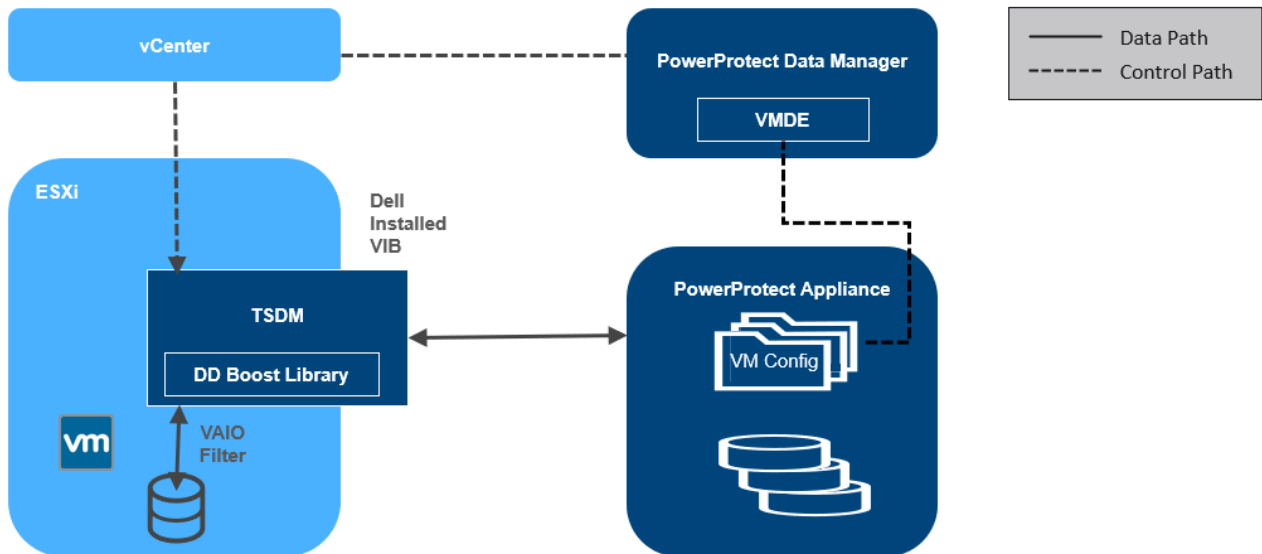 vCenter
PowerProtect Data Manager
VMDE
Data Path
Control Path
ESXi
Dell
Installed
VIB
TSDM
DD Boost Library
PowerProtect Appliance
VM Config
vm
VAIO
Filter